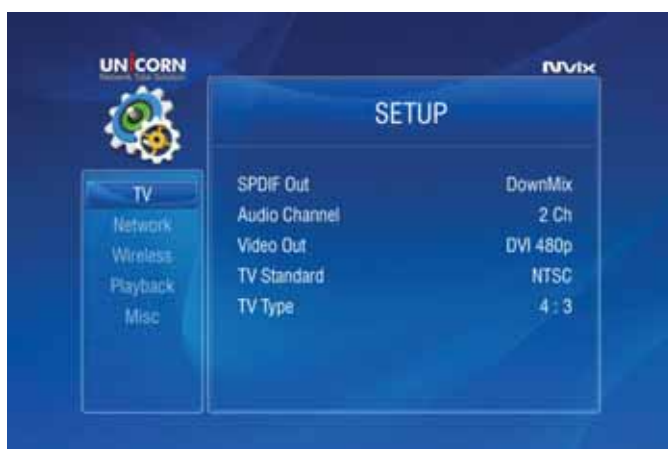 UNiCORN
Mvix
SETUP
TV
Network
Wireless
Playback
Misc
SPDIF Out DownMix
Audio Channel 2 Ch
Video Out DVI 480p
TV Standard NTSC
TV Type 4 : 3